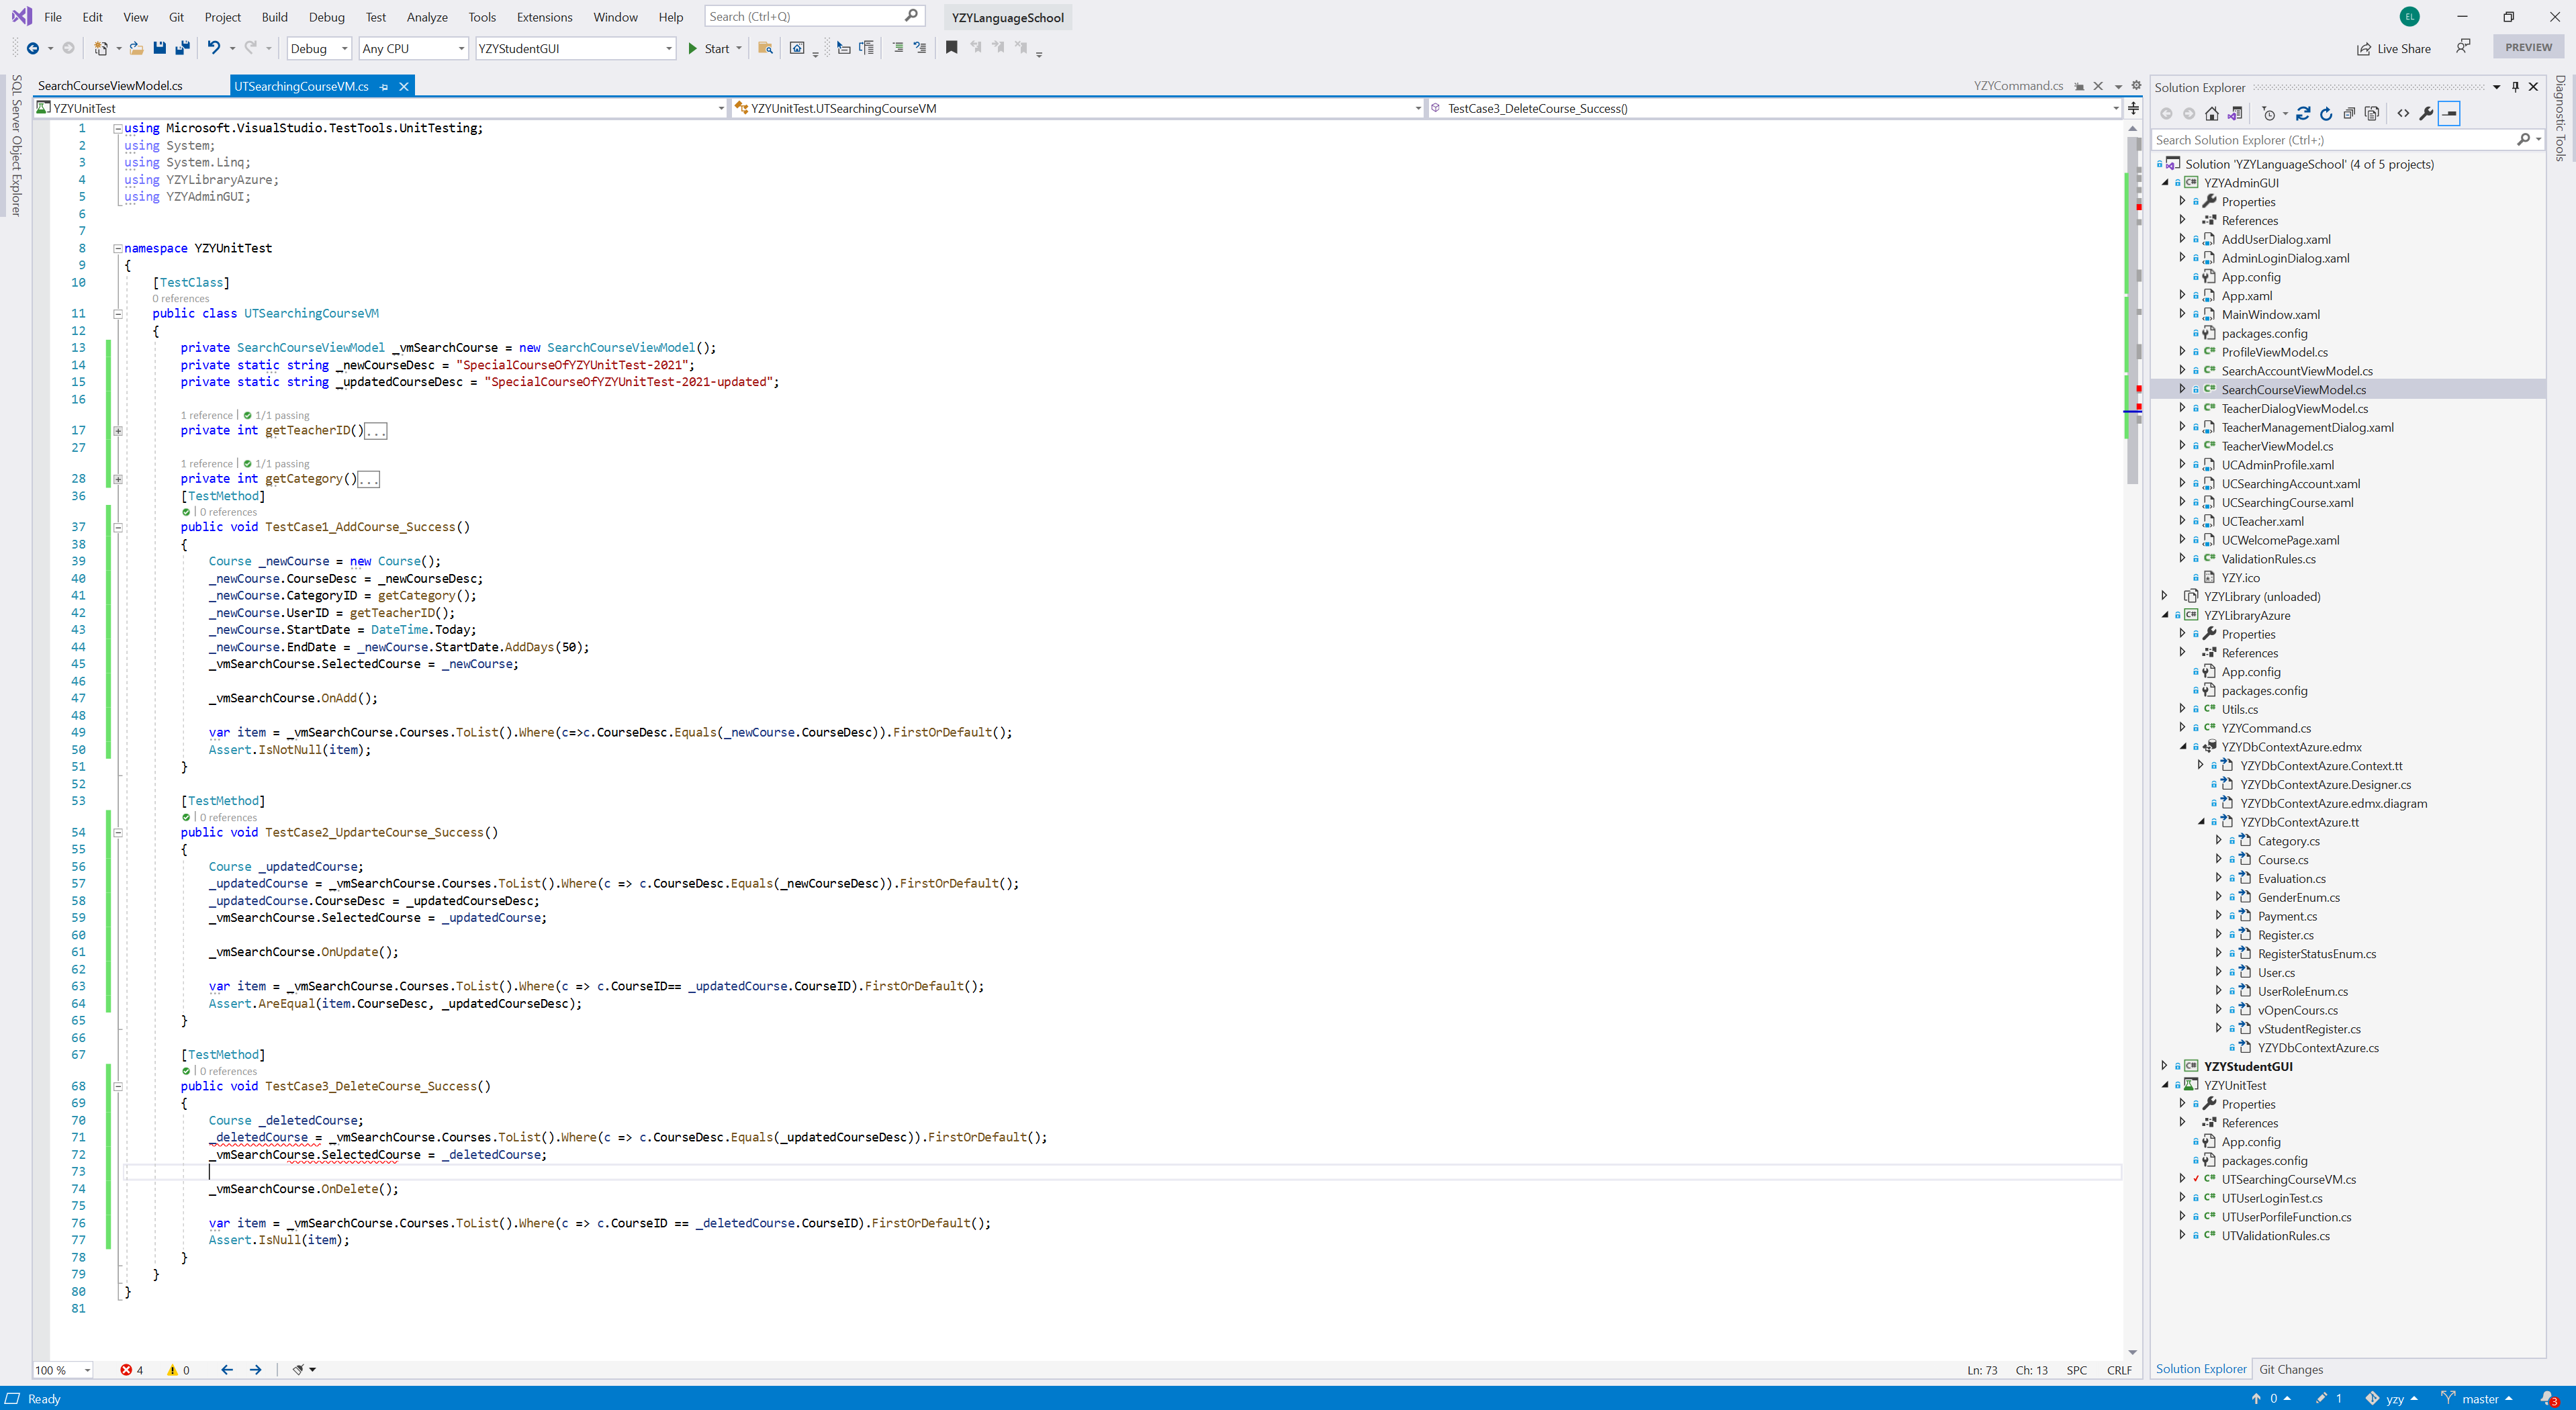 File Edit View Git Project Build Debug Test Analyze Tools Extensions Window Help Search (Ctrl+Q) YZYLanguageSchool EL
Debug Any CPU YZYStudentGUI Start Live Share PREVIEW
SQL Server Object Explorer
SearchCourseViewModel.cs UTSearchingCourseVM.cs YZYCommand.cs
YZYUnitTest YZYUnitTest.UTSearchingCourseVM TestCase3_DeleteCourse_Success()
1 using Microsoft.VisualStudio.TestTools.UnitTesting;
2 using System;
3 using System.Linq;
4 using YZYLibraryAzure;
5 using YZYAdminGUI;
6
7
8 namespace YZYUnitTest
9 {
10 [TestClass]
0 references
11 public class UTSearchingCourseVM
12 {
13 private SearchCourseViewModel _vmSearchCourse = new SearchCourseViewModel();
14 private static string _newCourseDesc = "SpecialCourseOfYZYUnitTest-2021";
15 private static string _updatedCourseDesc = "SpecialCourseOfYZYUnitTest-2021-updated";
16
1 reference | 1/1 passing
17 private int getTeacherID()...
27
1 reference | 1/1 passing
28 private int getCategory()...
36 [TestMethod]
| 0 references
37 public void TestCase1_AddCourse_Success()
38 {
39 Course _newCourse = new Course();
40 _newCourse.CourseDesc = _newCourseDesc;
41 _newCourse.CategoryID = getCategory();
42 _newCourse.UserID = getTeacherID();
43 _newCourse.StartDate = DateTime.Today;
44 _newCourse.EndDate = _newCourse.StartDate.AddDays(50);
45 _vmSearchCourse.SelectedCourse = _newCourse;
46
47 _vmSearchCourse.OnAdd();
48
49 var item = _vmSearchCourse.Courses.ToList().Where(c=>c.CourseDesc.Equals(_newCourse.CourseDesc)).FirstOrDefault();
50 Assert.IsNotNull(item);
51 }
52
53 [TestMethod]
| 0 references
54 public void TestCase2_UpdarteCourse_Success()
55 {
56 Course _updatedCourse;
57 _updatedCourse = _vmSearchCourse.Courses.ToList().Where(c => c.CourseDesc.Equals(_newCourseDesc)).FirstOrDefault();
58 _updatedCourse.CourseDesc = _updatedCourseDesc;
59 _vmSearchCourse.SelectedCourse = _updatedCourse;
60
61 _vmSearchCourse.OnUpdate();
62
63 var item = _vmSearchCourse.Courses.ToList().Where(c => c.CourseID== _updatedCourse.CourseID).FirstOrDefault();
64 Assert.AreEqual(item.CourseDesc, _updatedCourseDesc);
65 }
66
67 [TestMethod]
| 0 references
68 public void TestCase3_DeleteCourse_Success()
69 {
70 Course _deletedCourse;
71 _deletedCourse = _vmSearchCourse.Courses.ToList().Where(c => c.CourseDesc.Equals(_updatedCourseDesc)).FirstOrDefault();
72 _vmSearchCourse.SelectedCourse = _deletedCourse;
73
74 _vmSearchCourse.OnDelete();
75
76 var item = _vmSearchCourse.Courses.ToList().Where(c => c.CourseID == _deletedCourse.CourseID).FirstOrDefault();
77 Assert.IsNull(item);
78 }
79 }
80 }
81
100 % 4 0 Ln: 73 Ch: 13 SPC CRLF
Solution Explorer
Search Solution Explorer (Ctrl+;)
Solution 'YZYLanguageSchool' (4 of 5 projects)
YZYAdminGUI
Properties
References
AddUserDialog.xaml
AdminLoginDialog.xaml
App.config
App.xaml
MainWindow.xaml
packages.config
ProfileViewModel.cs
SearchAccountViewModel.cs
SearchCourseViewModel.cs
TeacherDialogViewModel.cs
TeacherManagementDialog.xaml
TeacherViewModel.cs
UCAdminProfile.xaml
UCSearchingAccount.xaml
UCSearchingCourse.xaml
UCTeacher.xaml
UCWelcomePage.xaml
ValidationRules.cs
YZY.ico
YZYLibrary (unloaded)
YZYLibraryAzure
Properties
References
App.config
packages.config
Utils.cs
YZYCommand.cs
YZYDbContextAzure.edmx
YZYDbContextAzure.Context.tt
YZYDbContextAzure.Designer.cs
YZYDbContextAzure.edmx.diagram
YZYDbContextAzure.tt
Category.cs
Course.cs
Evaluation.cs
GenderEnum.cs
Payment.cs
Register.cs
RegisterStatusEnum.cs
User.cs
UserRoleEnum.cs
vOpenCours.cs
vStudentRegister.cs
YZYDbContextAzure.cs
YZYStudentGUI
YZYUnitTest
Properties
References
App.config
packages.config
UTSearchingCourseVM.cs
UTUserLoginTest.cs
UTUserPorfileFunction.cs
UTValidationRules.cs
Solution Explorer Git Changes
Diagnostic Tools
Ready 0 1 yzy master 3